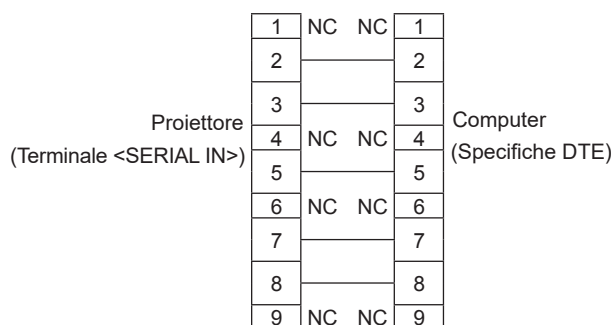 1 NC NC 1
2 2
3 3
Proiettore
(Terminale <SERIAL IN>)
4 NC NC 4
Computer
(Specifiche DTE)
5 5
6 NC NC 6
7 7
8 8
9 NC NC 9